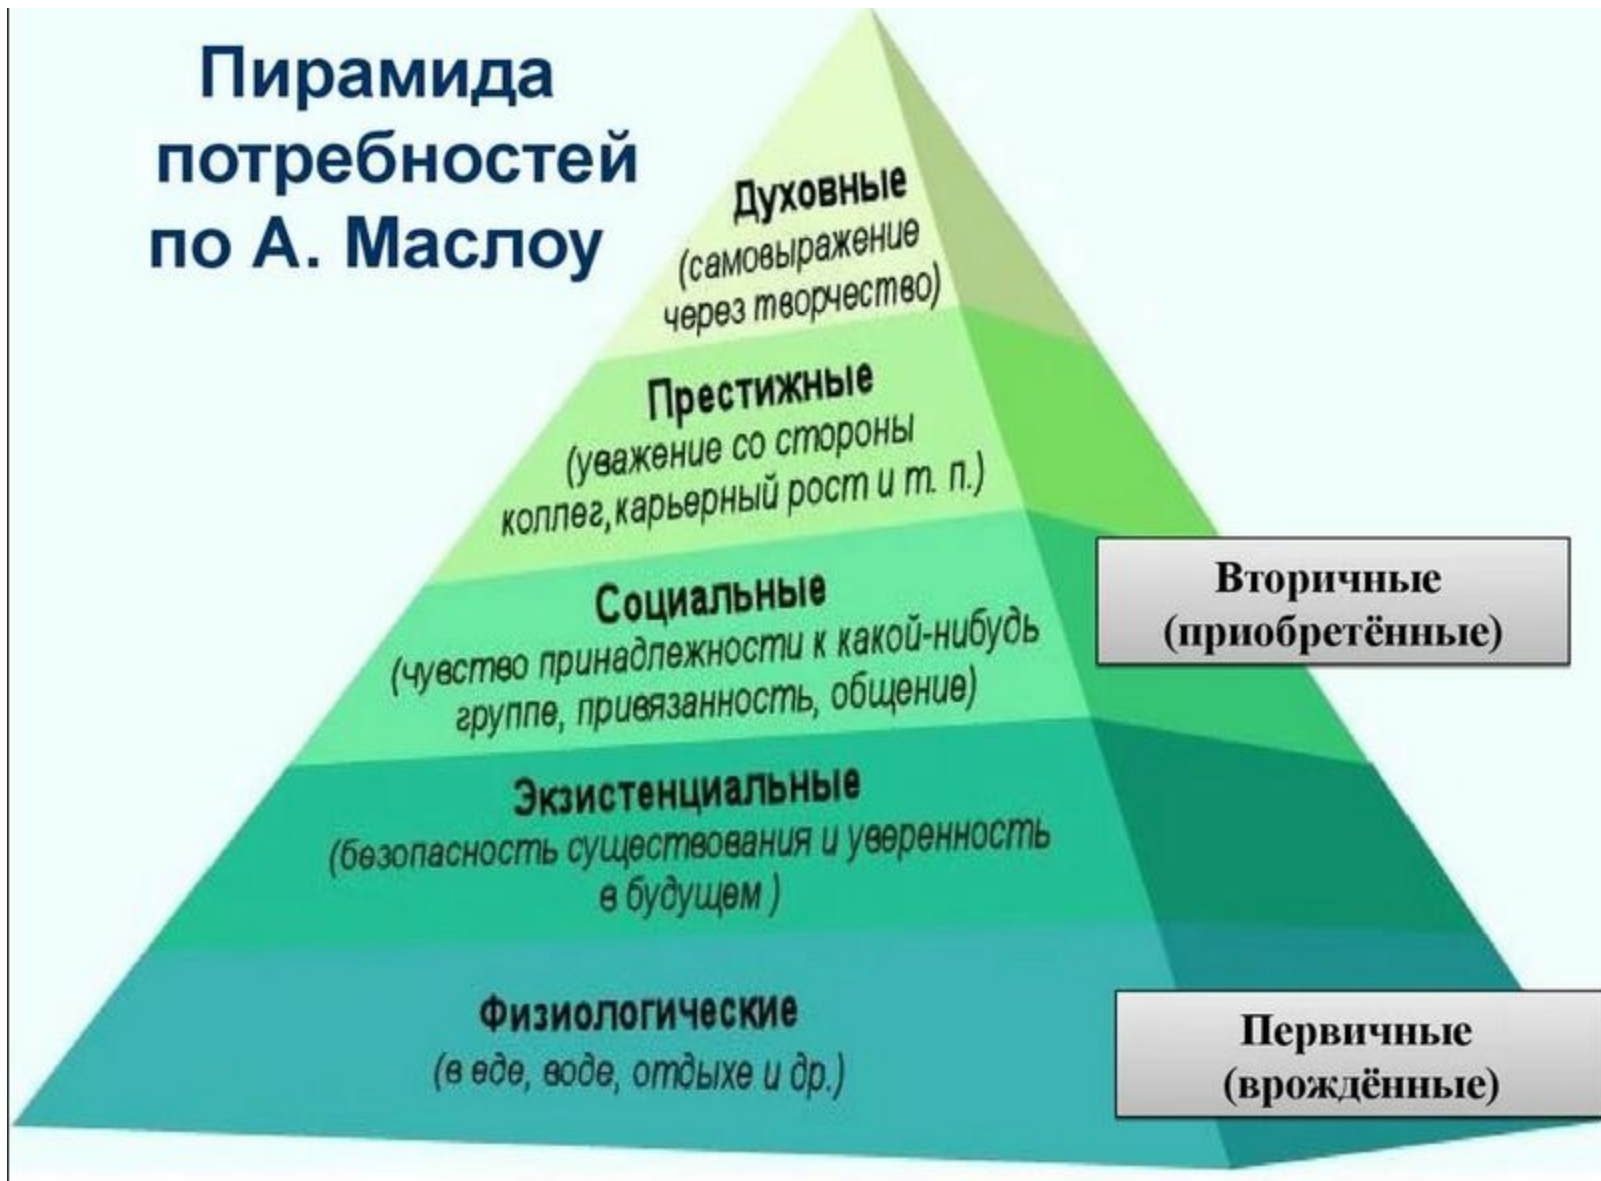 Пирамида
потребностей
по А. Маслоу
Духовные
(самовыражение
через творчество)
Престижные
(уважение со стороны
коллег,карьерный рост и т. п.)
Социальные
(чувство принадлежности к какой-нибудь
группе, привязанность, общение)
Вторичные
(приобретённые)
Экзистенциальные
(безопасность существования и уверенность
в будущем )
Физиологические
(в еде, воде, отдыхе и др.)
Первичные
(врождённые)